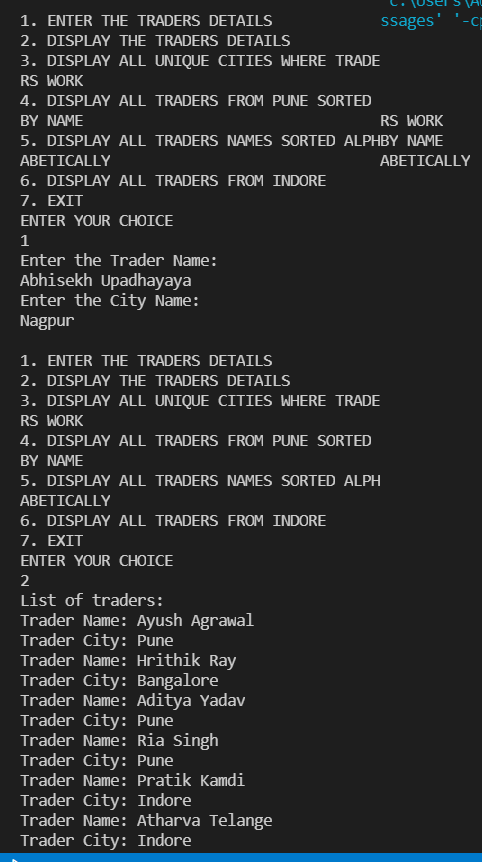 'c:\Users\Ad
1. ENTER THE TRADERS DETAILS ssages' '-cp
2. DISPLAY THE TRADERS DETAILS
3. DISPLAY ALL UNIQUE CITIES WHERE TRADE
RS WORK
4. DISPLAY ALL TRADERS FROM PUNE SORTED
BY NAME RS WORK
5. DISPLAY ALL TRADERS NAMES SORTED ALPHBY NAME
ABETICALLY ABETICALLY
6. DISPLAY ALL TRADERS FROM INDORE
7. EXIT
ENTER YOUR CHOICE
1
Enter the Trader Name:
Abhisekh Upadhayaya
Enter the City Name:
Nagpur
1. ENTER THE TRADERS DETAILS
2. DISPLAY THE TRADERS DETAILS
3. DISPLAY ALL UNIQUE CITIES WHERE TRADE
RS WORK
4. DISPLAY ALL TRADERS FROM PUNE SORTED
BY NAME
5. DISPLAY ALL TRADERS NAMES SORTED ALPH
ABETICALLY
6. DISPLAY ALL TRADERS FROM INDORE
7. EXIT
ENTER YOUR CHOICE
2
List of traders:
Trader Name: Ayush Agrawal
Trader City: Pune
Trader Name: Hrithik Ray
Trader City: Bangalore
Trader Name: Aditya Yadav
Trader City: Pune
Trader Name: Ria Singh
Trader City: Pune
Trader Name: Pratik Kamdi
Trader City: Indore
Trader Name: Atharva Telange
Trader City: Indore